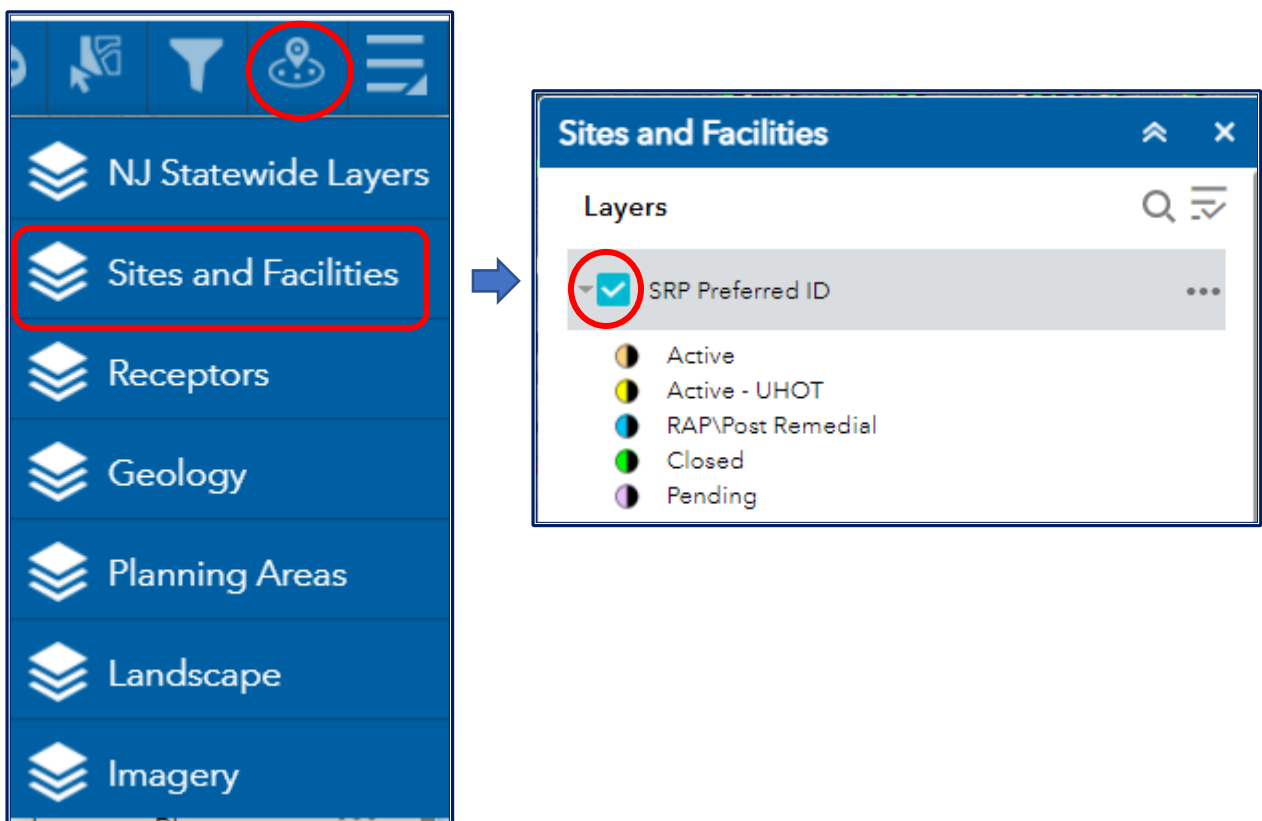 NJ Statewide Layers
Sites and Facilities
Receptors
Geology
Planning Areas
Landscape
Imagery
Sites and Facilities
Layers
SRP Preferred ID
Active
Active - UHOT
RAP\Post Remedial
Closed
Pending